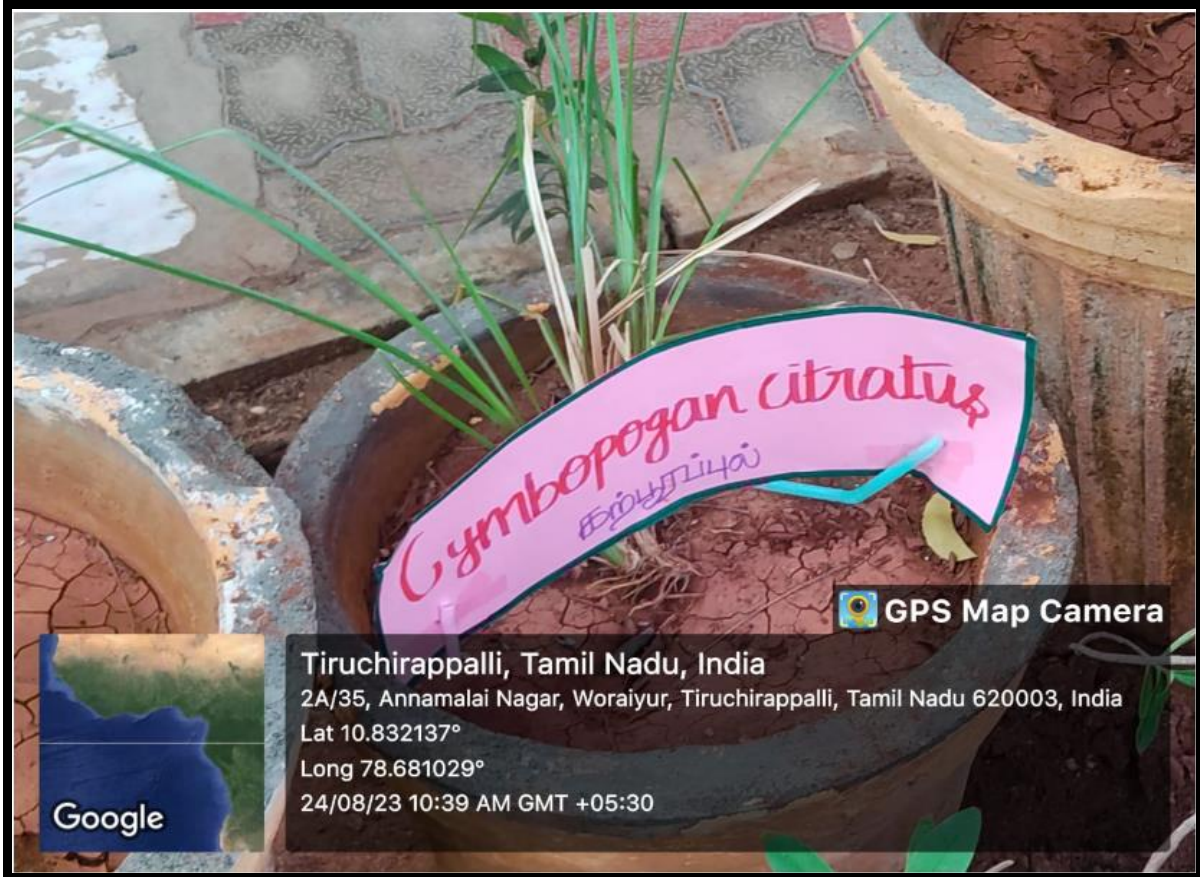 Cymbopogan citratus
கற்பூரப்புல்
GPS Map Camera
Tiruchirappalli, Tamil Nadu, India
2A/35, Annamalai Nagar, Woraiyur, Tiruchirappalli, Tamil Nadu 620003, India
Lat 10.832137°
Long 78.681029°
24/08/23 10:39 AM GMT +05:30
Google